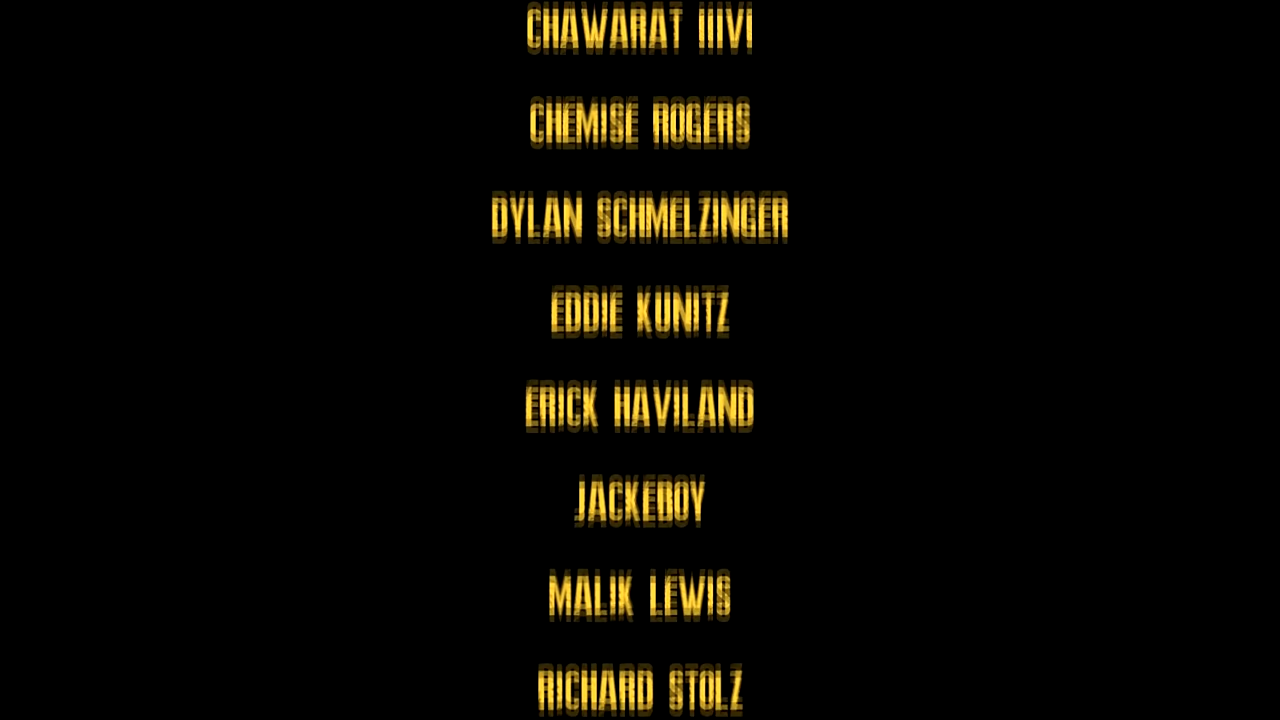 CHAWARAT IIIVI
CHEMISE ROGERS
DYLAN SCHMELZINGER
EDDIE KUNITZ
ERICK HAVILAND
JACKEBOY
MALIK LEWIS
RICHARD STOLZ